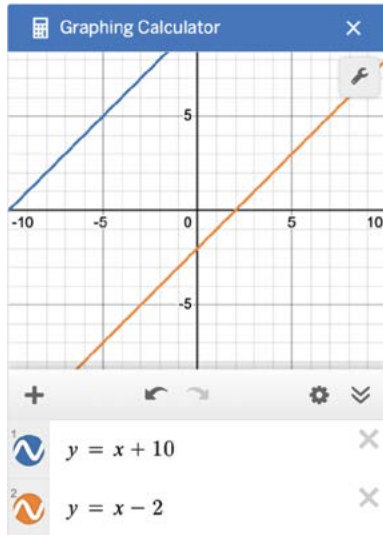 Graphing Calculator
5
-10 -5 0 5 10
-5
1
y = x + 10
2
y = x − 2